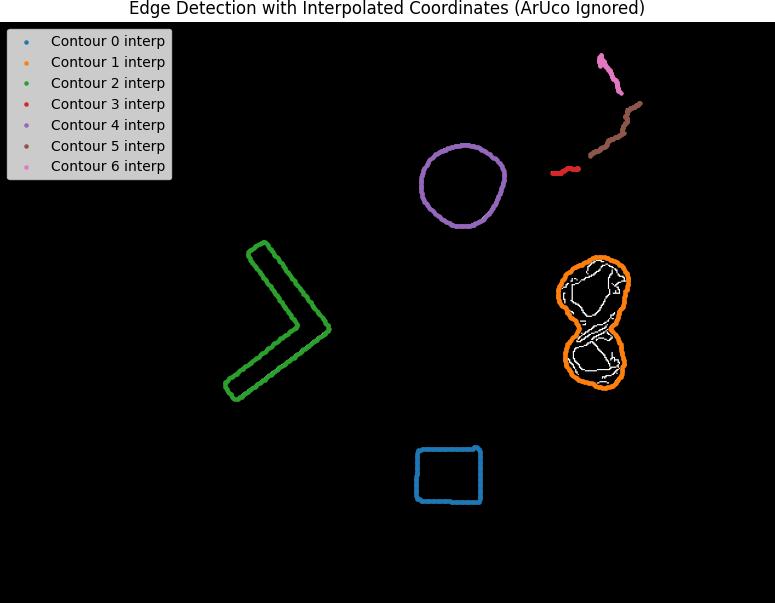 Edge Detection with Interpolated Coordinates (ArUco Ignored)
Contour 0 interp
Contour 1 interp
Contour 2 interp
Contour 3 interp
Contour 4 interp
Contour 5 interp
Contour 6 interp